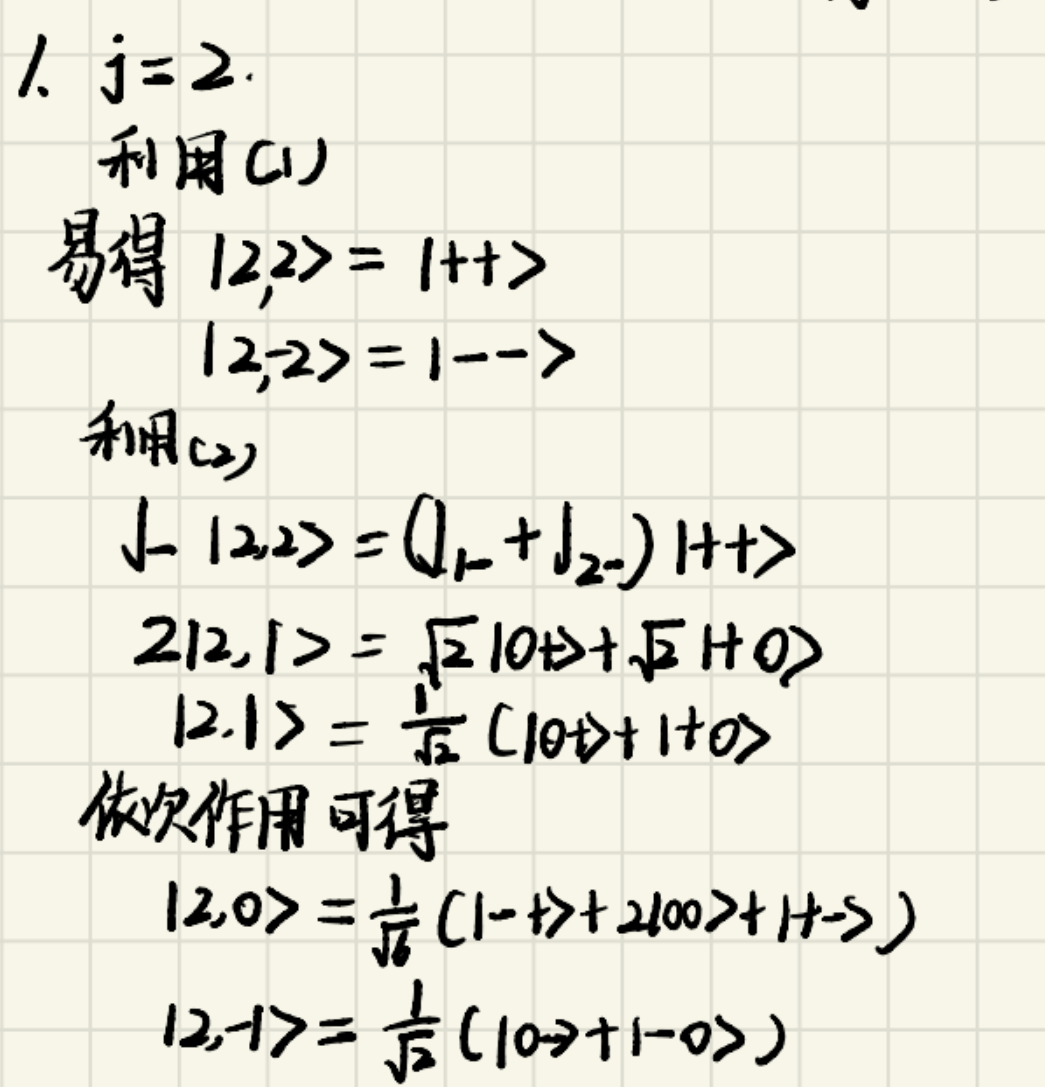 1. j=2.
利用(1)
易得 |2,2> = |++>
|2,-2> = |-->
利用(2)
J- |2,2> = (J1- + J2-) |++>
2|2,1> = √2 |0+> + √2 |+0>
|2.1> = 1/√2 (|0+> + |+0>
依次作用可得
|2,0> = 1/√6 (|-+> + 2|00> + |+->)
|2,-1> = 1/√2 (|0-> + |-0>)